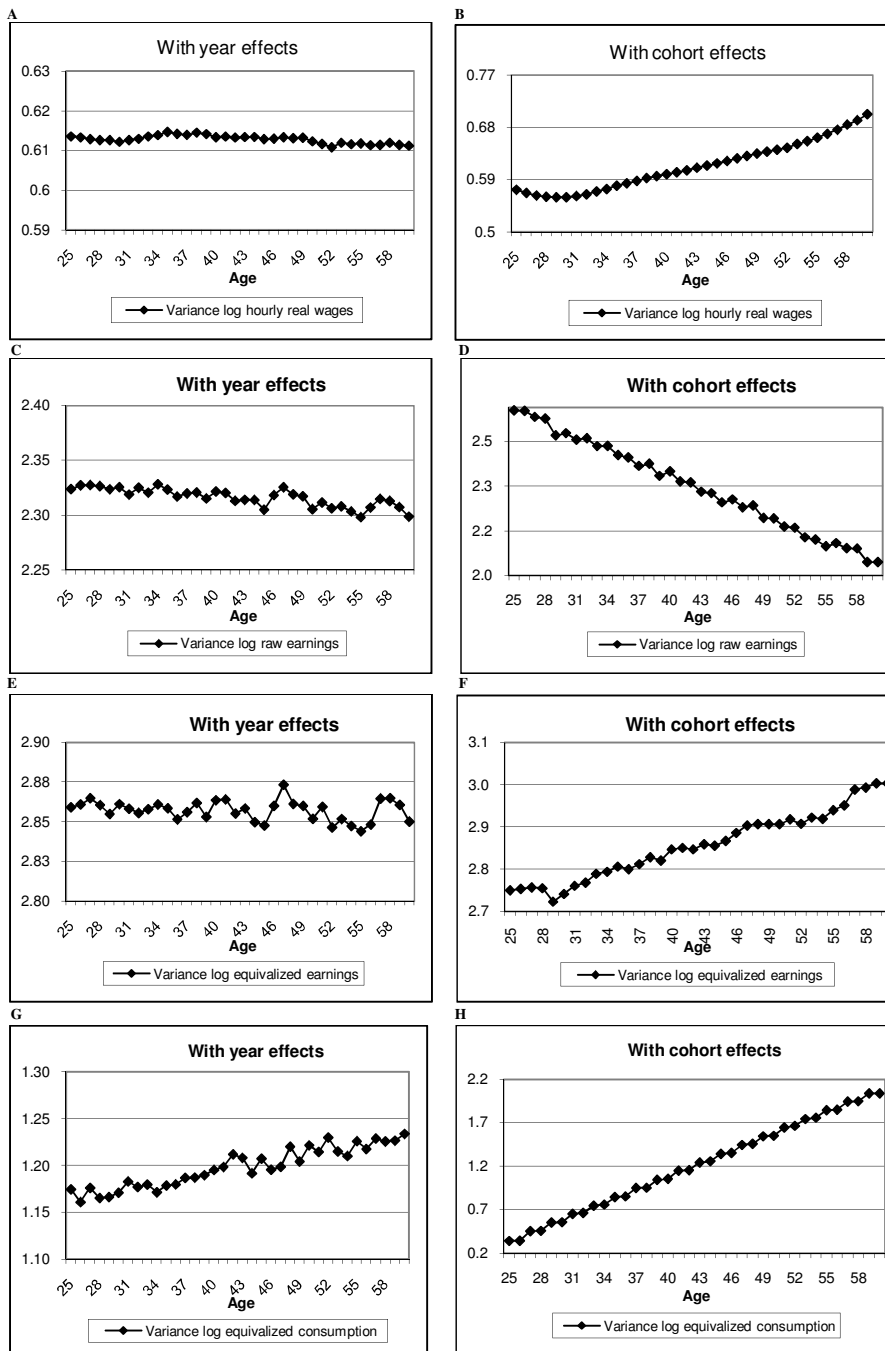 A
With year effects
0.63
0.62
0.61
0.6
0.59
25 28 31 34 37 40 43 46 49 52 55 58
Age
Variance log hourly real wages
B
With cohort effects
0.77
0.68
0.59
0.5
25 28 31 34 37 40 43 46 49 52 55 58
Age
Variance log hourly real wages
C
With year effects
2.40
2.35
2.30
2.25
25 28 31 34 37 40 43 46 49 52 55 58
Age
Variance log raw earnings
D
With cohort effects
2.5
2.3
2.2
2.0
25 28 31 34 37 40 43 46 49 52 55 58
Age
Variance log raw earnings
E
With year effects
2.90
2.88
2.85
2.83
2.80
25 28 31 34 37 40 43 46 49 52 55 58
Age
Variance log equivalized earnings
F
With cohort effects
3.1
3.0
2.9
2.8
2.7
25 28 31 34 37 40 43 46 49 52 55 58
Age
Variance log equivalized earnings
G
With year effects
1.30
1.25
1.20
1.15
1.10
25 28 31 34 37 40 43 46 49 52 55 58
Age
Variance log equivalized consumption
H
With cohort effects
2.2
1.7
1.2
0.7
0.2
25 28 31 34 37 40 43 46 49 52 55 58
Age
Variance log equivalized consumption